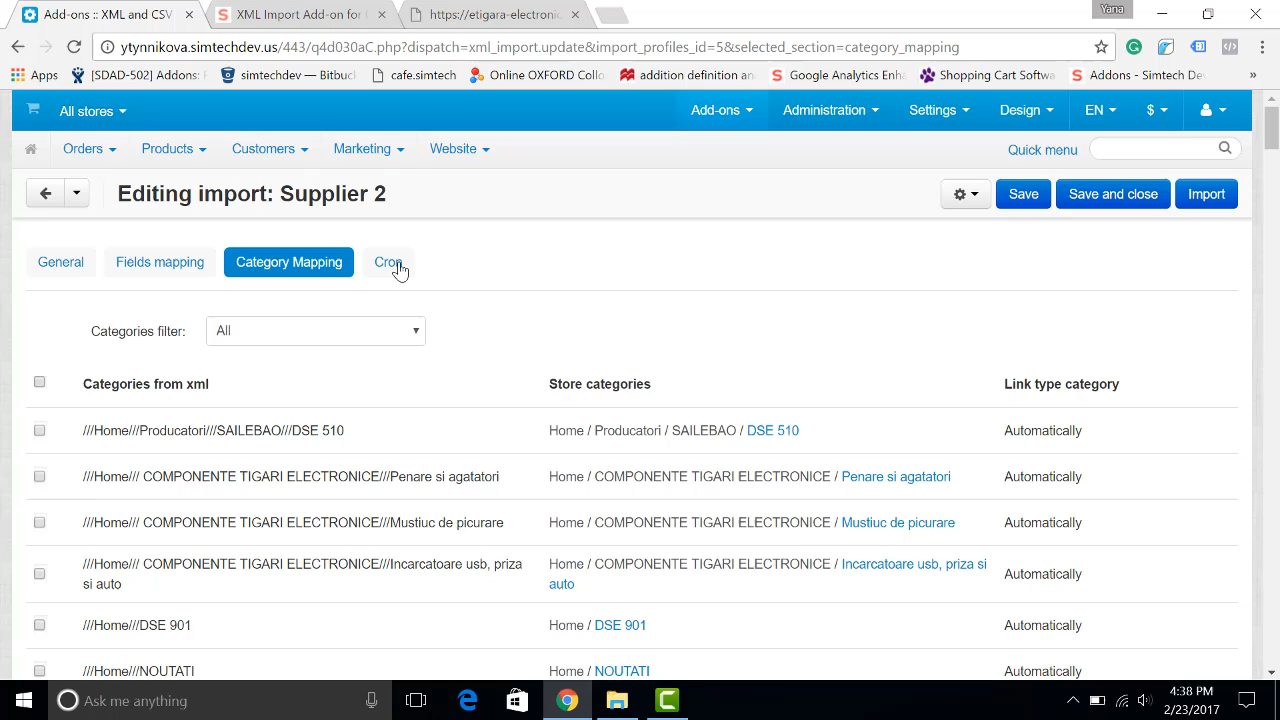 Add-ons :: XML and CSV
XML Import Add-on for
https://etigara-electronic
Yana
ytynnikova.simtechdev.us/443/q4d030aC.php?dispatch=xml_import.update&import_profiles_id=5&selected_section=category_mapping
Apps [SDAD-502] Addons: simtechdev — Bitbuck cafe.simt Online OXFORD Collo addition definition an Google Analytics Enha Shopping Cart Softwa Addons - Simtech De »
All stores Add-ons Administration Settings Design EN $
Orders Products Customers Marketing Website Quick menu
Editing import: Supplier 2 Save Save and close Import
General Fields mapping Category Mapping Cron
Categories filter: All
Categories from xml Store categories Link type category
///Home///Producatori///SAILEBAO///DSE 510 Home / Producatori / SAILEBAO / DSE 510 Automatically
///Home/// COMPONENTE TIGARI ELECTRONICE///Penare si agatatori Home / COMPONENTE TIGARI ELECTRONICE / Penare si agatatori Automatically
///Home/// COMPONENTE TIGARI ELECTRONICE///Mustiuc de picurare Home / COMPONENTE TIGARI ELECTRONICE / Mustiuc de picurare Automatically
///Home/// COMPONENTE TIGARI ELECTRONICE///Incarcatoare usb, priza Home / COMPONENTE TIGARI ELECTRONICE / Incarcatoare usb, priza si Automatically
si auto auto
///Home///DSE 901 Home / DSE 901 Automatically
///Home///NOUTATI Home / NOUTATI Automatically
Ask me anything
4:38 PM
2/23/2017